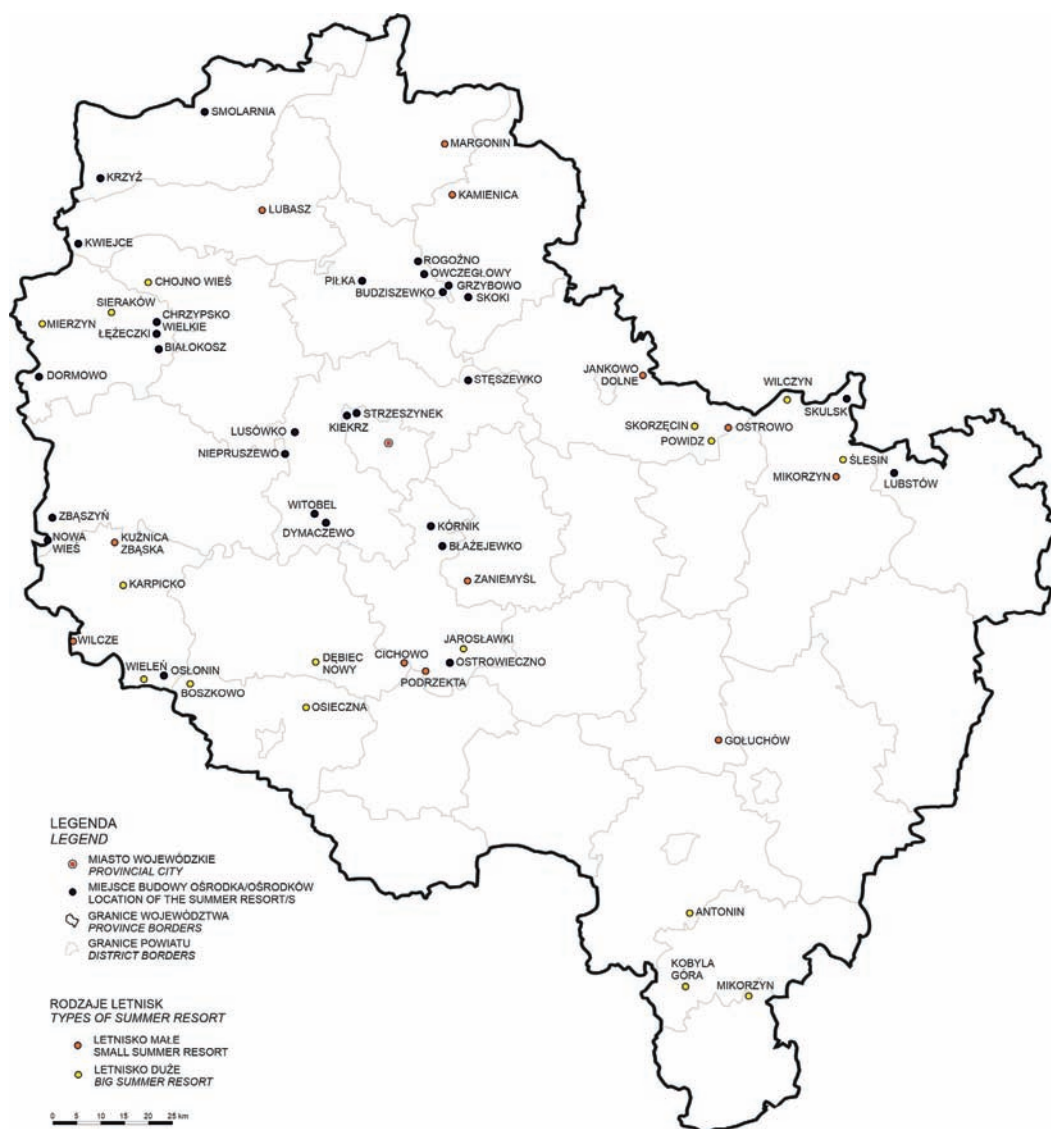 SMOLARNIA
MARGONIN
KRZYŻ
KAMIENICA
LUBASZ
KWIEJCE
ROGOŹNO
OWCZEGŁOWY
CHOJNO WIEŚ
PIŁKA
GRZYBOWO
BUDZISZEWKO
SKOKI
SIERAKÓW
MIERZYN
CHRZYPSKO
WIELKIE
ŁĘŻECZKI
BIAŁOKOSZ
DORMOWO
STĘSZEWKO
JANKOWO
DOLNE
WILCZYN
SKULSK
STRZESZYNEK
KIEKRZ
LUSÓWKO
SKORZĘCIN
OSTROWO
POWIDZ
NIEPRUSZEWO
ŚLESIN
MIKORZYN
LUBSTÓW
WITOBEL
DYMACZEWO
ZBĄSZYŃ
KÓRNIK
NOWA
WIEŚ
KUŹNICA
ZBĄSKA
BŁAŻEJEWKO
KARPICKO
ZANIEMYŚL
WILCZE
JAROSŁAWKI
WIELEŃ
OSŁONIN
BOSZKOWO
DĘBIEC
NOWY
CICHOWO
OSTROWIECZNO
PODRZEKTA
OSIECZNA
GOŁUCHÓW
ANTONIN
KOBYLA
GÓRA
MIKORZYN
LEGENDA
LEGEND
MIASTO WOJEWÓDZKIE
PROVINCIAL CITY
MIEJSCE BUDOWY OŚRODKA/OŚRODKÓW
LOCATION OF THE SUMMER RESORT/S
GRANICE WOJEWÓDZTWA
PROVINCE BORDERS
GRANICE POWIATU
DISTRICT BORDERS
RODZAJE LETNISK
TYPES OF SUMMER RESORT
LETNISKO MAŁE
SMALL SUMMER RESORT
LETNISKO DUŻE
BIG SUMMER RESORT
0 5 10 15 20 25 km